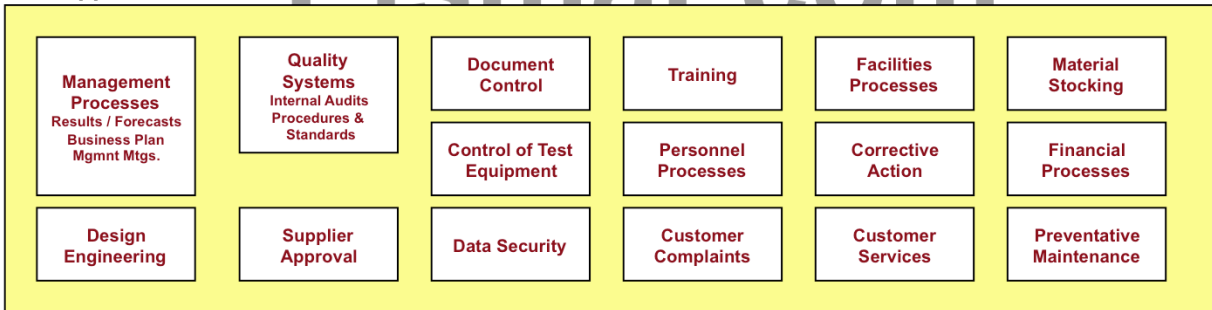 Management
Processes
Results / Forecasts
Business Plan
Mgmnt Mtgs.
Quality
Systems
Internal Audits
Procedures &
Standards
Document
Control
Training
Facilities
Processes
Material
Stocking
Control of Test
Equipment
Personnel
Processes
Corrective
Action
Financial
Processes
Design
Engineering
Supplier
Approval
Data Security
Customer
Complaints
Customer
Services
Preventative
Maintenance